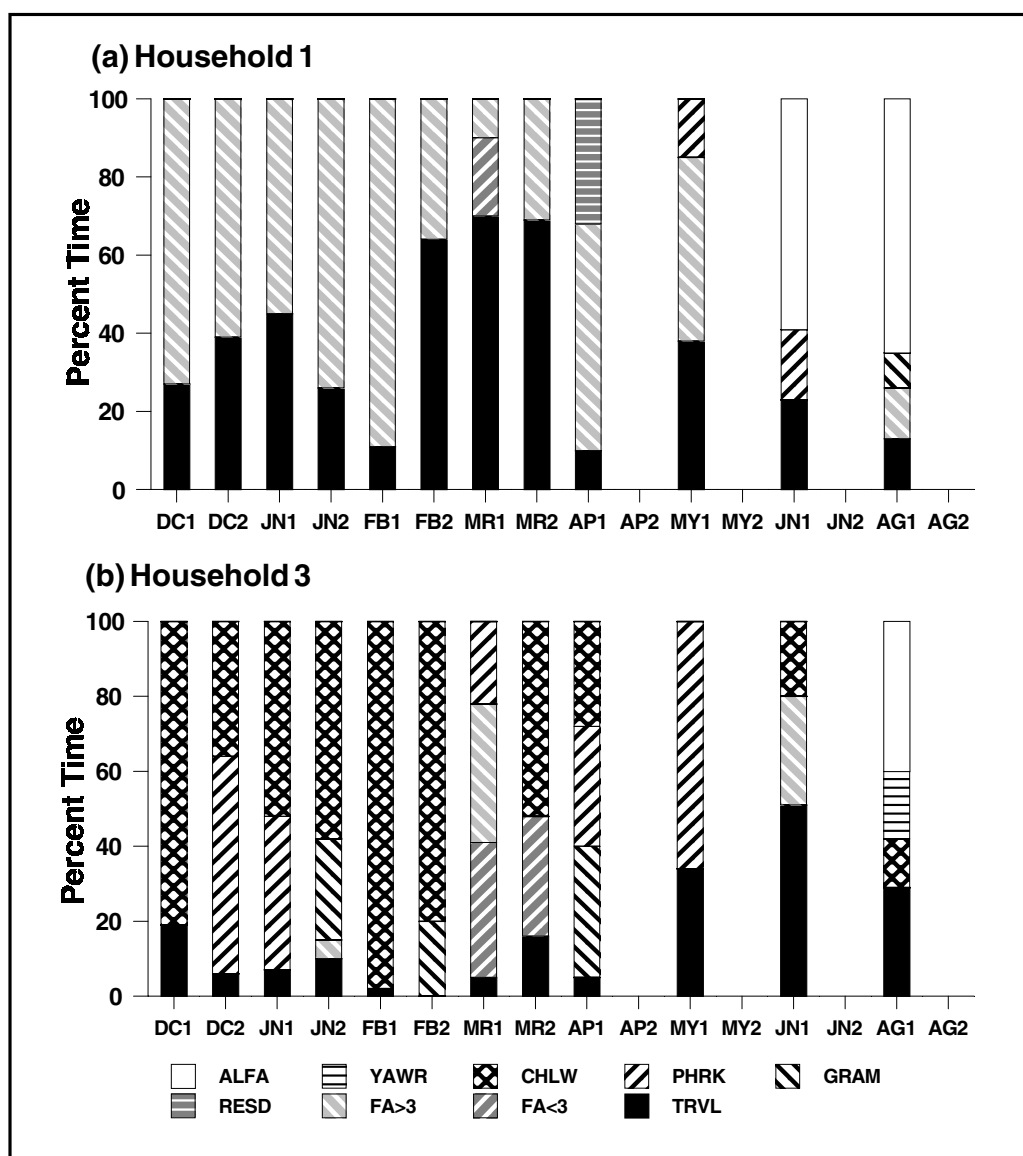 (a) Household 1
Percent Time
100
80
60
40
20
0
DC1 DC2 JN1 JN2 FB1 FB2 MR1 MR2 AP1 AP2 MY1 MY2 JN1 JN2 AG1 AG2
(b) Household 3
Percent Time
100
80
60
40
20
0
DC1 DC2 JN1 JN2 FB1 FB2 MR1 MR2 AP1 AP2 MY1 MY2 JN1 JN2 AG1 AG2
ALFA YAWR CHLW PHRK GRAM
RESD FA>3 FA<3 TRVL